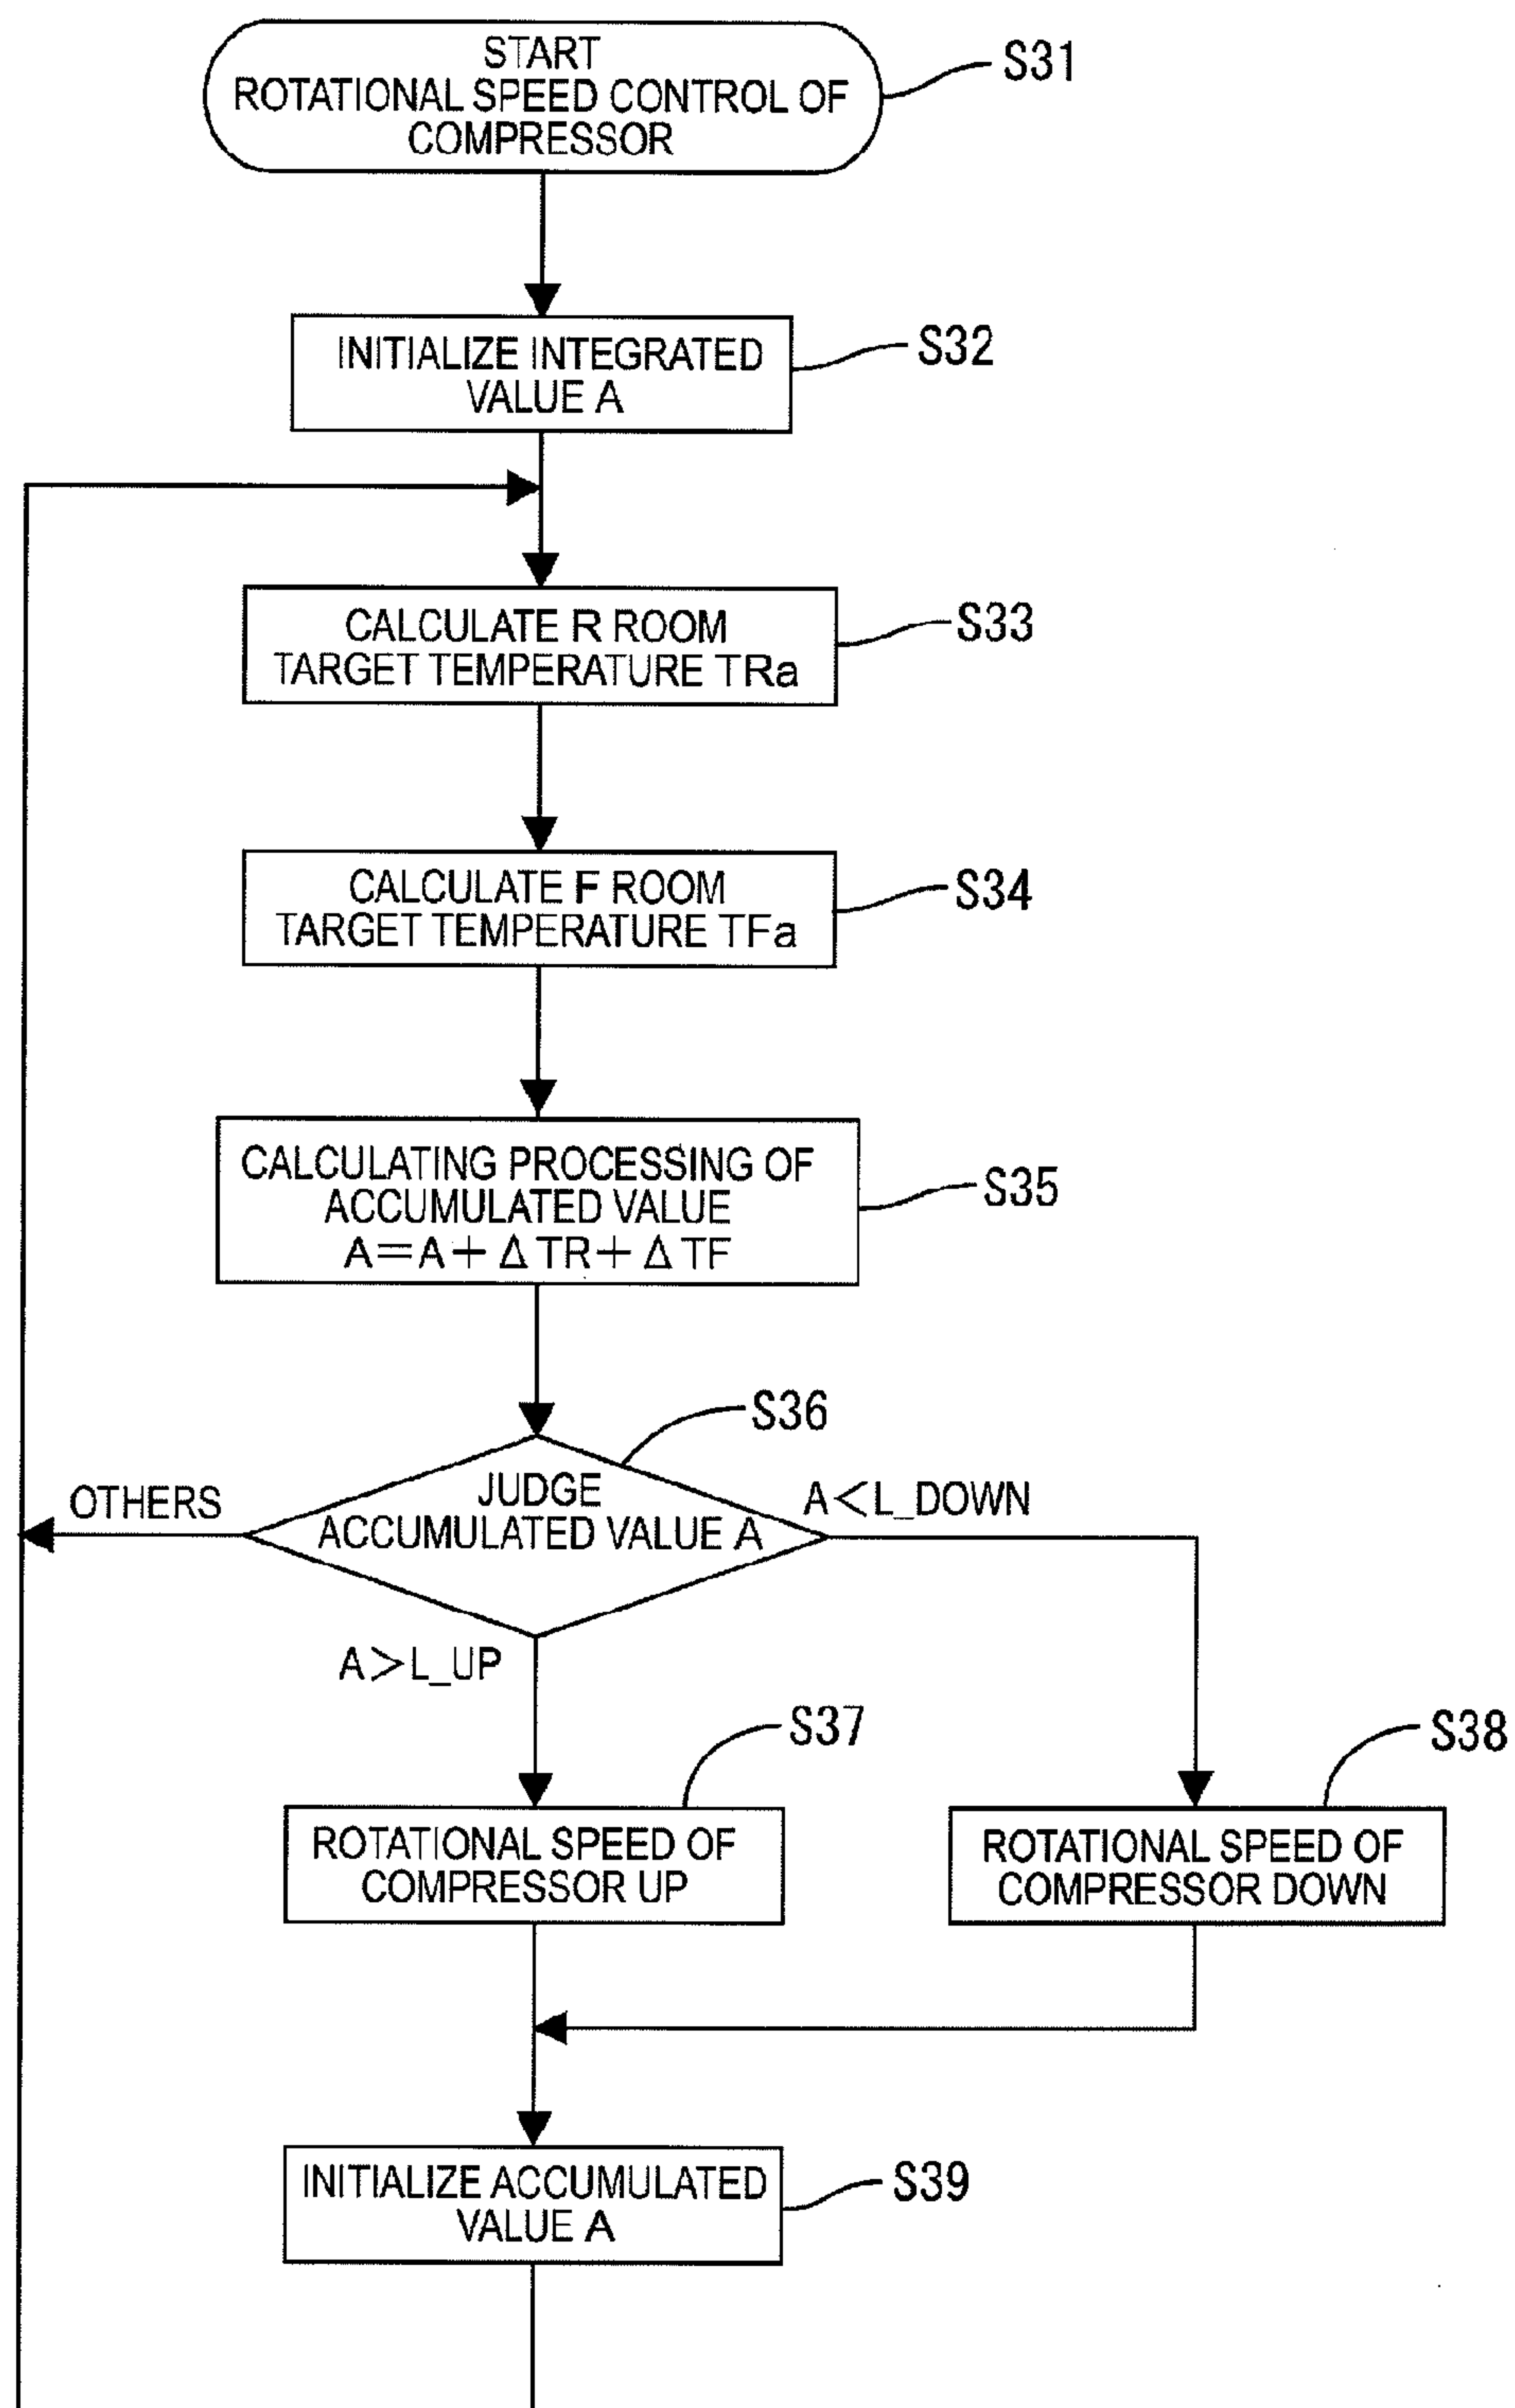 START
ROTATIONAL SPEED CONTROL OF
COMPRESSOR
S31
INITIALIZE INTEGRATED
VALUE A
S32
CALCULATE R ROOM
TARGET TEMPERATURE TRa
S33
CALCULATE F ROOM
TARGET TEMPERATURE TFa
S34
CALCULATING PROCESSING OF
ACCUMULATED VALUE
A=A+ΔTR+ΔTF
S35
S36
JUDGE
ACCUMULATED VALUE A
OTHERS
A<L_DOWN
A>L_UP
S37
ROTATIONAL SPEED OF
COMPRESSOR UP
S38
ROTATIONAL SPEED OF
COMPRESSOR DOWN
INITIALIZE ACCUMULATED
VALUE A
S39